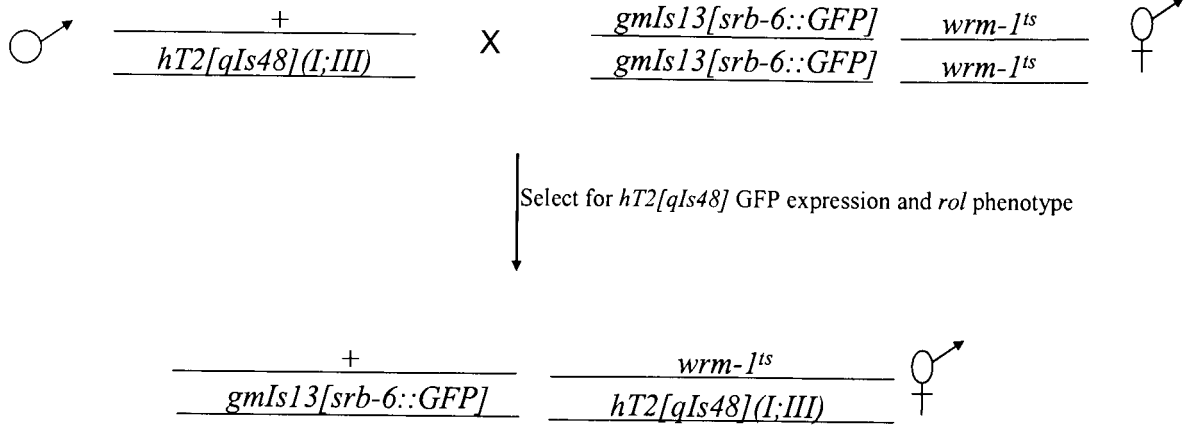 + gmIs13[srb-6::GFP] wrm-1ts
hT2[qIs48](I;III) X gmIs13[srb-6::GFP] wrm-1ts
Select for hT2[qIs48] GFP expression and rol phenotype
+ wrm-1ts
gmIs13[srb-6::GFP] hT2[qIs48](I;III)